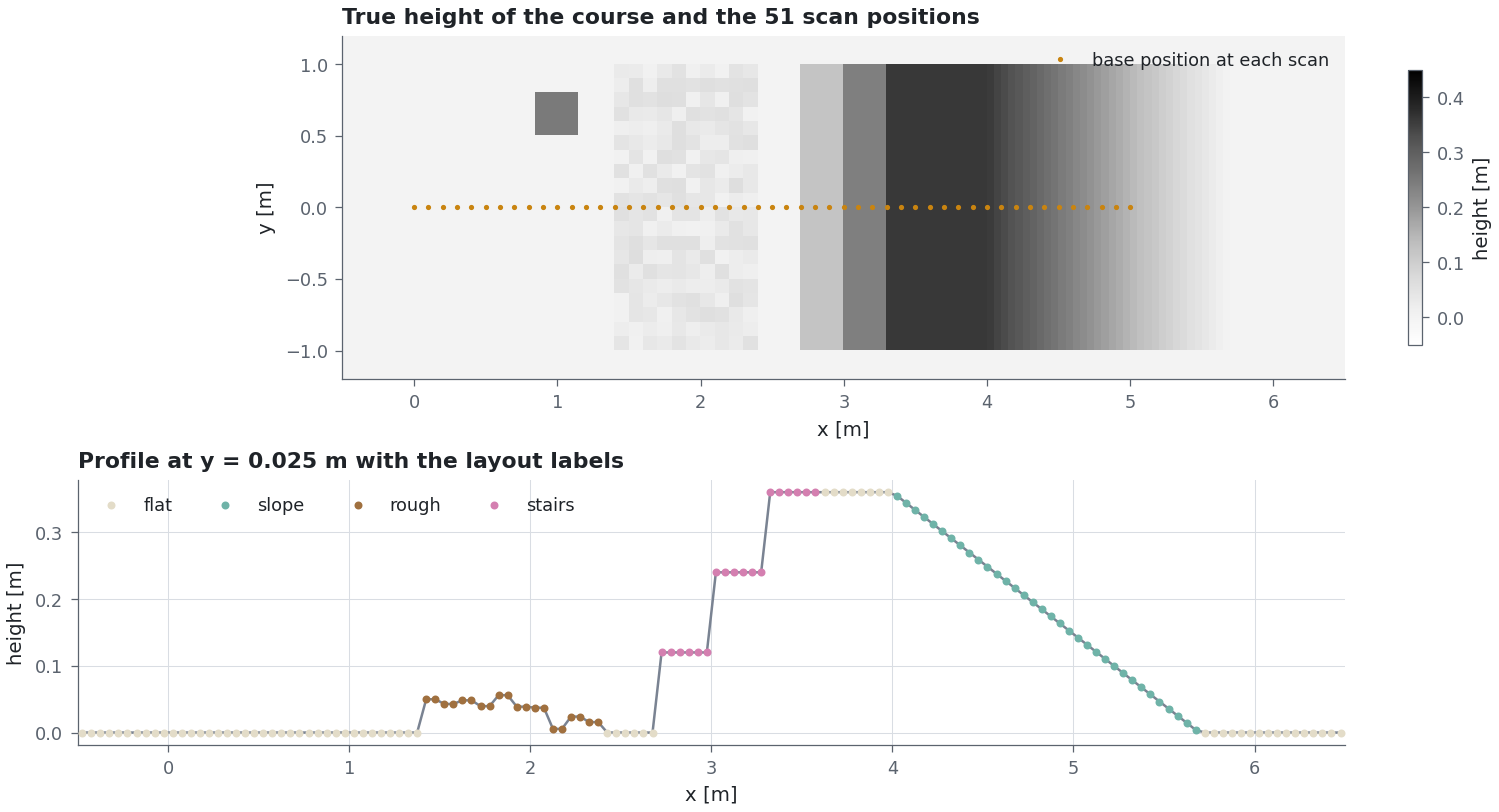 True height of the course and the 51 scan positions
base position at each scan
1.0
0.5
0.0
−0.5
−1.0
y [m]
0 1 2 3 4 5 6
x [m]
0.4
0.3
0.2
0.1
0.0
height [m]
Profile at y = 0.025 m with the layout labels
flat slope rough stairs
0.3
0.2
0.1
0.0
height [m]
0 1 2 3 4 5 6
x [m]